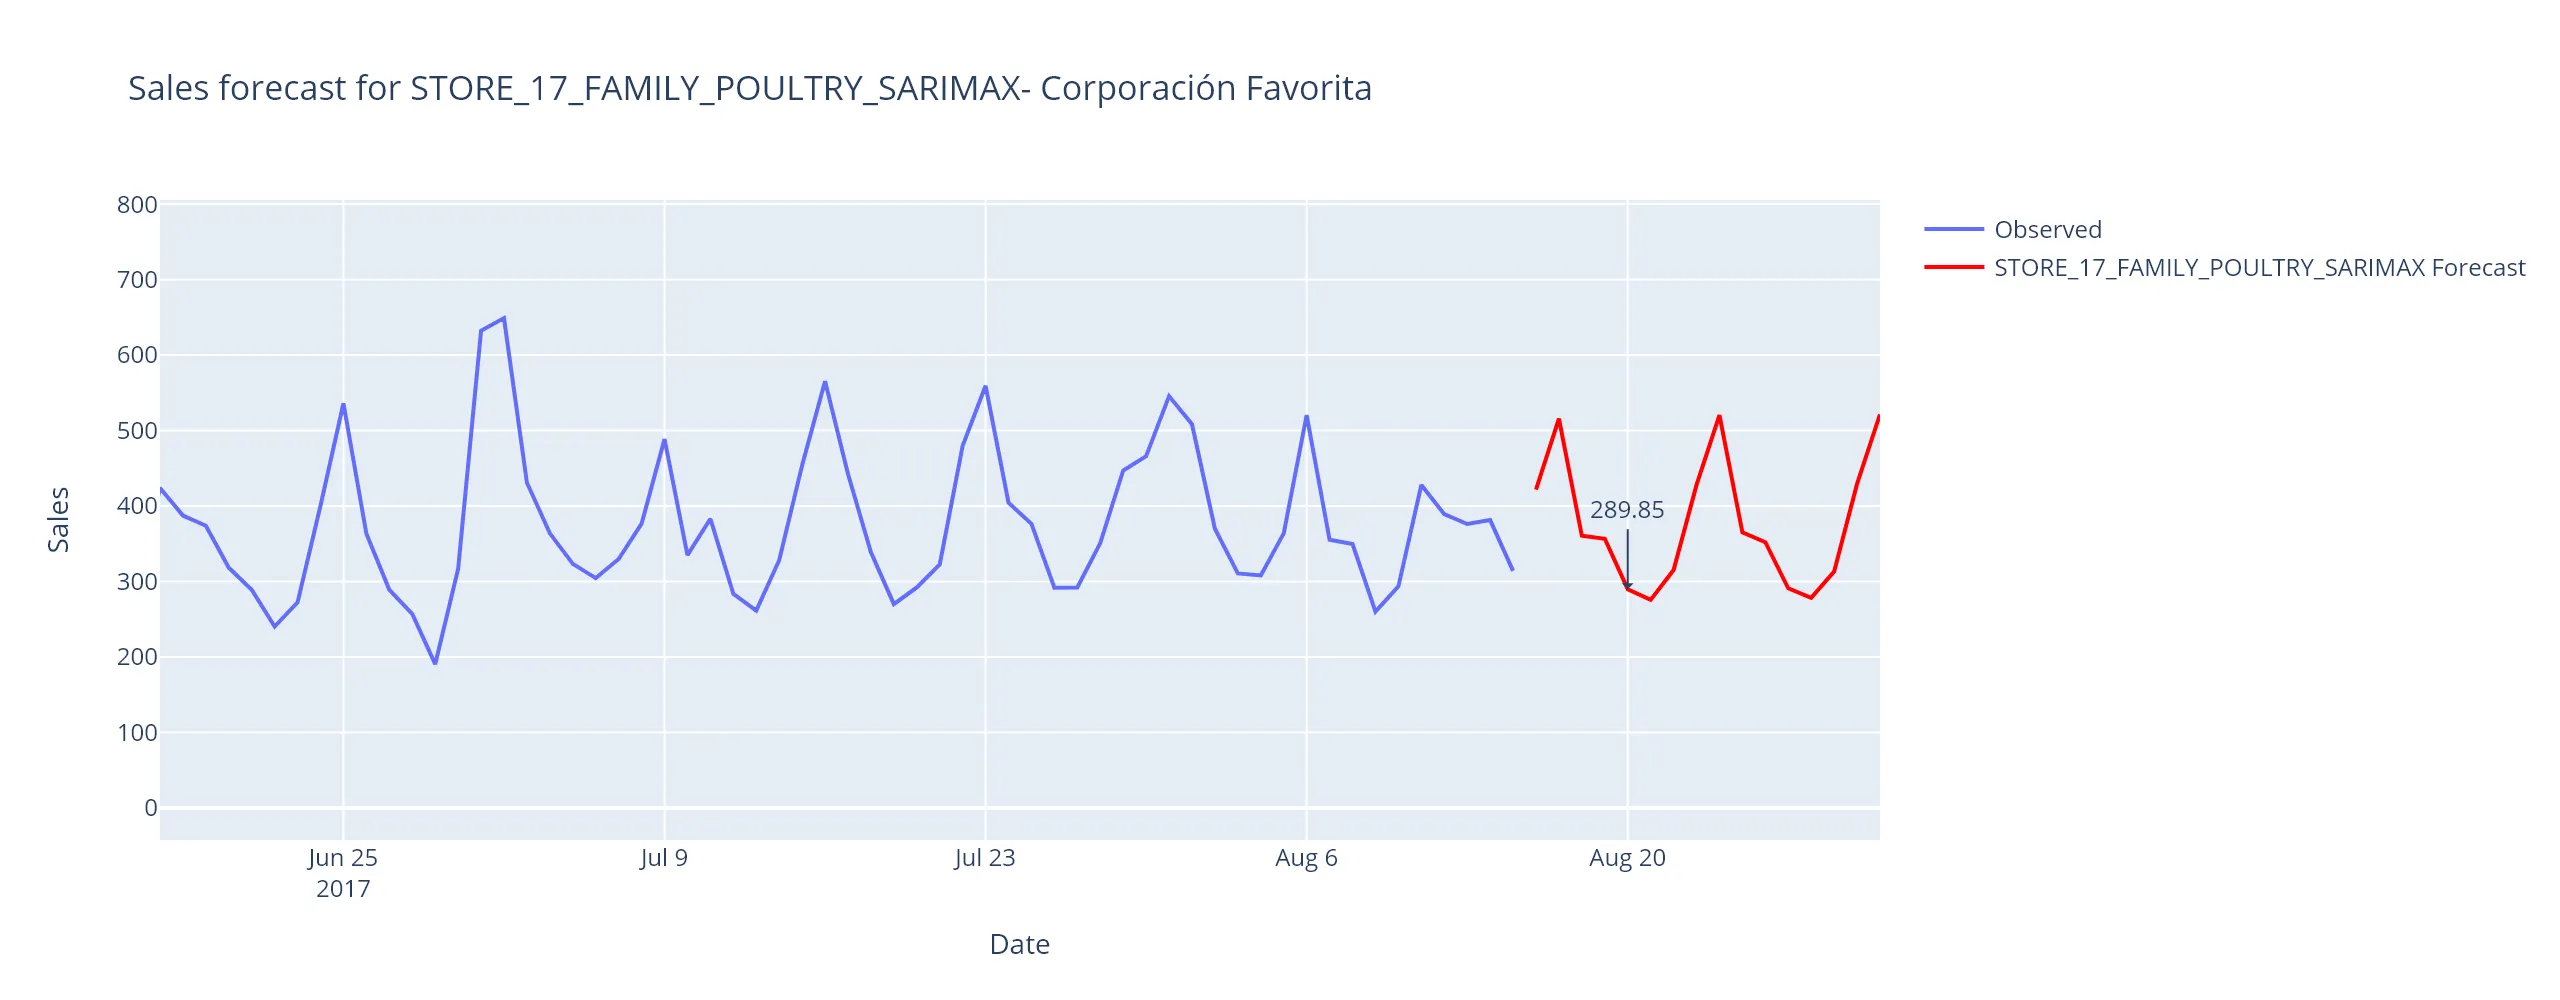 Sales forecast for STORE_17_FAMILY_POULTRY_SARIMAX- Corporación Favorita
Observed
STORE_17_FAMILY_POULTRY_SARIMAX Forecast
800
700
600
500
400
300
200
100
0
Sales
289.85
Jun 25
2017
Jul 9
Jul 23
Aug 6
Aug 20
Date